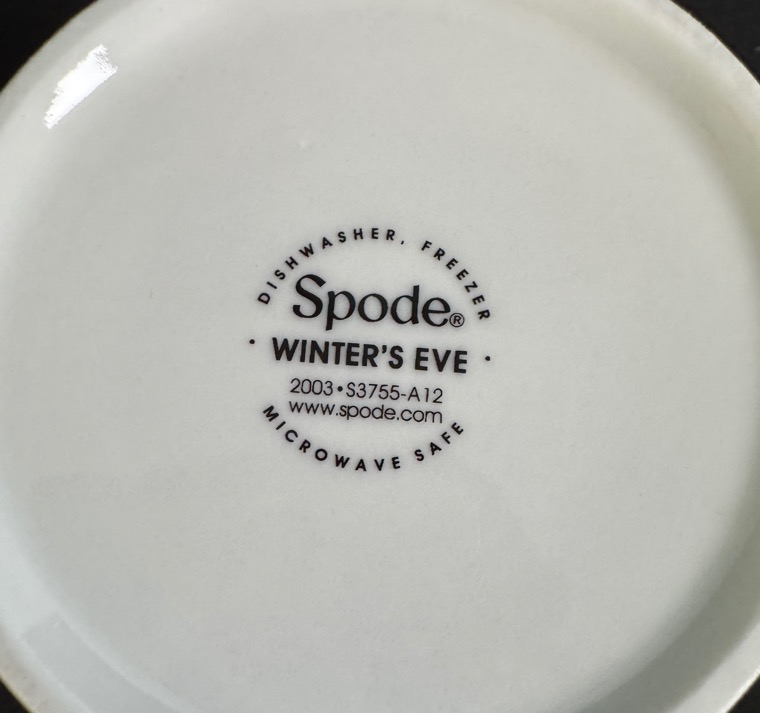 DISHWASHER, FREEZER
Spode®
· WINTER'S EVE ·
2003•S3755-A12
www.spode.com
MICROWAVE SAFE